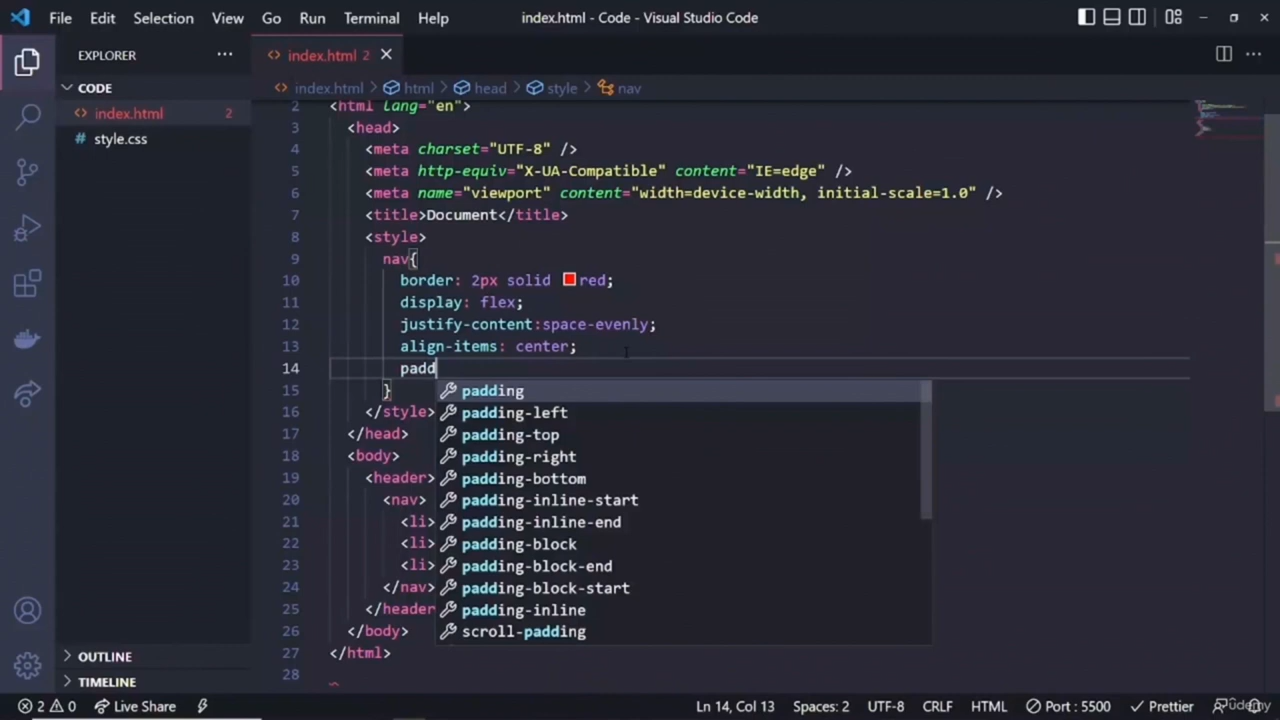 File Edit Selection View Go Run Terminal Help index.html - Code - Visual Studio Code
EXPLORER
index.html 2
CODE
index.html 2
style.css
index.html > html > head > style > nav
2 <html lang="en">
3 <head>
4 <meta charset="UTF-8" />
5 <meta http-equiv="X-UA-Compatible" content="IE=edge" />
6 <meta name="viewport" content="width=device-width, initial-scale=1.0" />
7 <title>Document</title>
8 <style>
9 nav{
10 border: 2px solid red;
11 display: flex;
12 justify-content:space-evenly;
13 align-items: center;
14 padd
15 }
16 </style>
17 </head>
18 <body>
19 <header>
20 <nav>
21 <li>
22 <li>
23 <li>
24 </nav>
25 </header
26 </body>
27 </html>
28
padding
padding-left
padding-top
padding-right
padding-bottom
padding-inline-start
padding-inline-end
padding-block
padding-block-end
padding-block-start
padding-inline
scroll-padding
OUTLINE
TIMELINE
2 0 Live Share Ln 14, Col 13 Spaces: 2 UTF-8 CRLF HTML Port : 5500 Prettier
Udemy